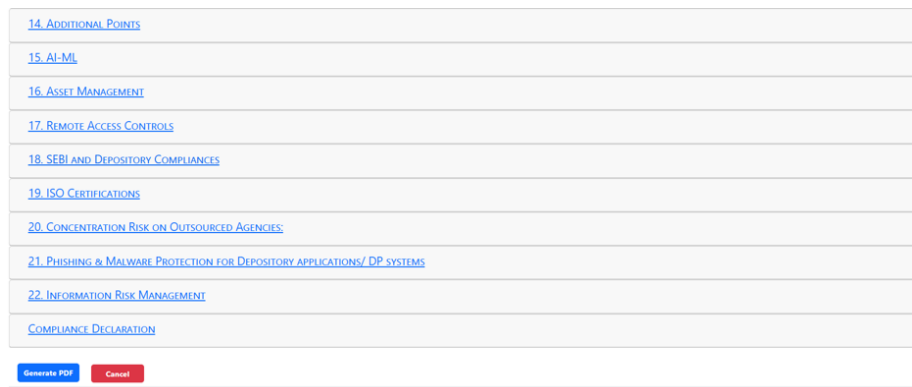 14. Additional Points
15. AI-ML
16. Asset Management
17. Remote Access Controls
18. SEBI and Depository Compliances
19. ISO Certifications
20. Concentration Risk on Outsourced Agencies:
21. Phishing & Malware Protection for Depository applications/ DP systems
22. Information Risk Management
Compliance Declaration
Generate PDF Cancel